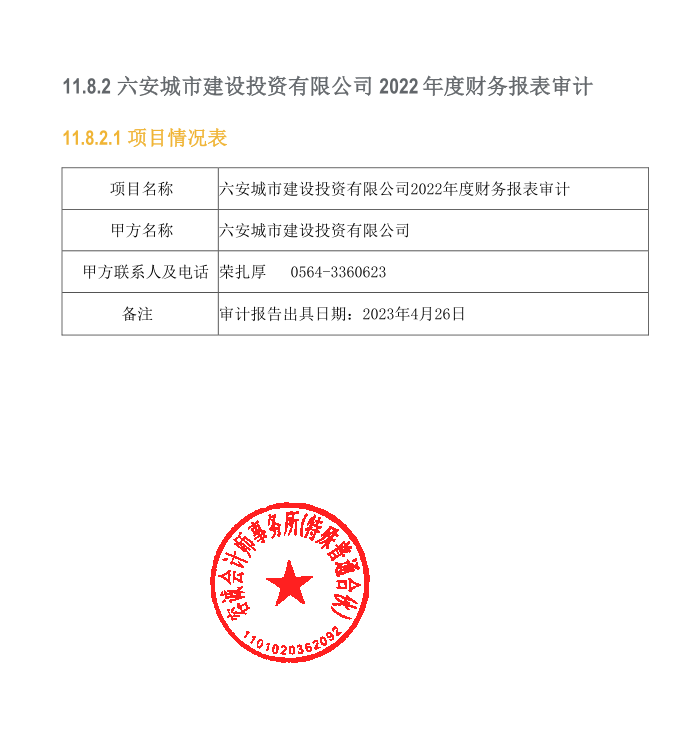 11.8.2 六安城市建设投资有限公司 2022 年度财务报表审计
11.8.2.1 项目情况表
项目名称 六安城市建设投资有限公司2022年度财务报表审计
甲方名称 六安城市建设投资有限公司
甲方联系人及电话 荣扎厚 0564-3360623
备注 审计报告出具日期：2023年4月26日
容诚会计师事务所(特殊普通合伙)
1101020362092